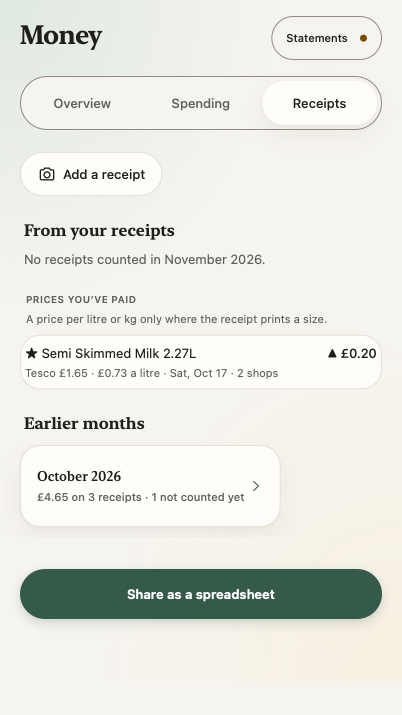 Money
Statements
Overview
Spending
Receipts
Add a receipt
From your receipts
No receipts counted in November 2026.
PRICES YOU'VE PAID
A price per litre or kg only where the receipt prints a size.
★ Semi Skimmed Milk 2.27L ▲ £0.20
Tesco £1.65 · £0.73 a litre · Sat, Oct 17 · 2 shops
Earlier months
October 2026
£4.65 on 3 receipts · 1 not counted yet
Share as a spreadsheet